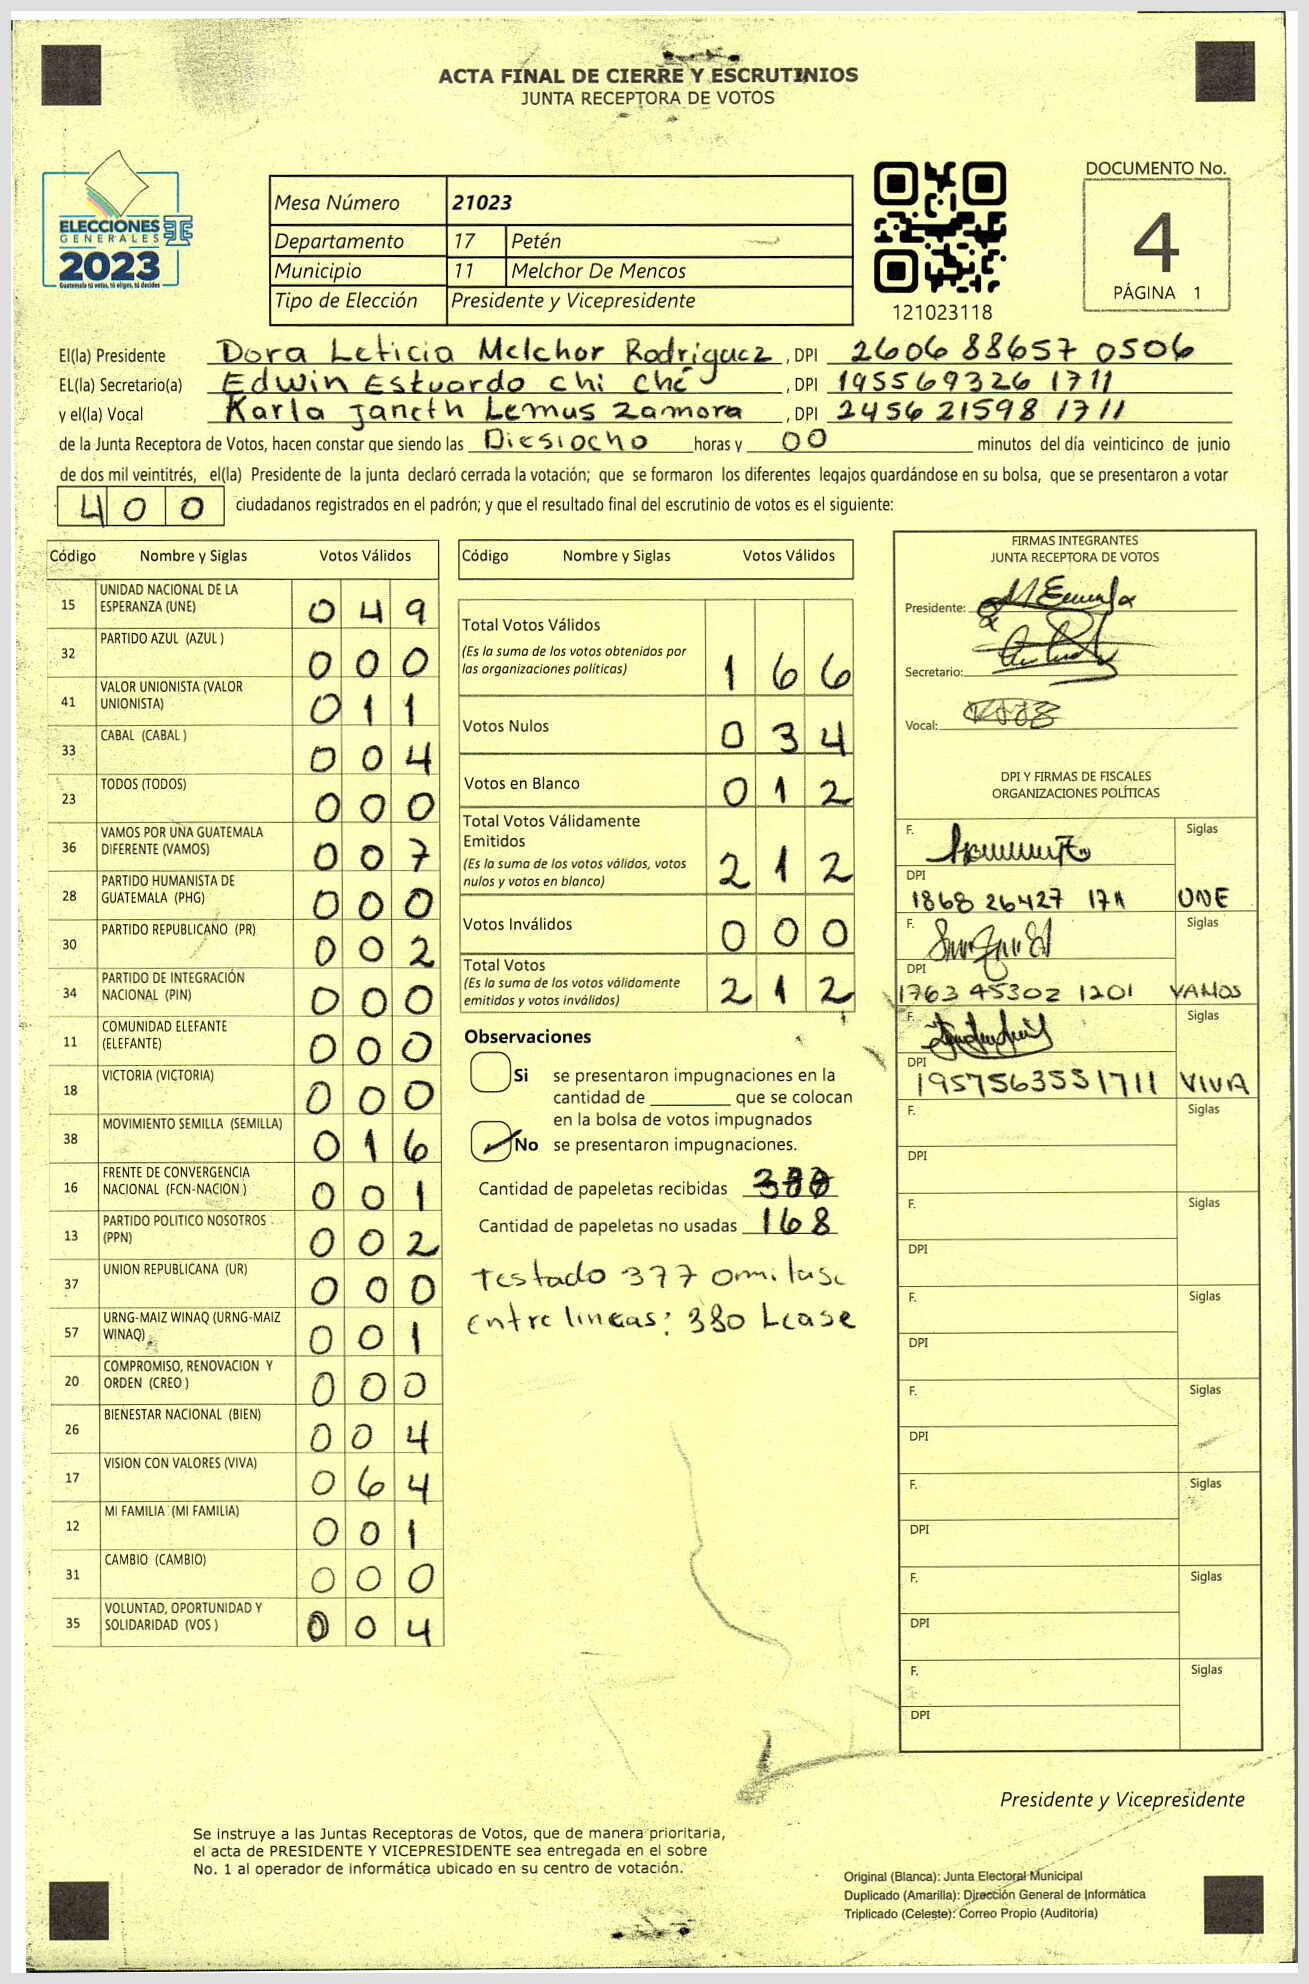 ACTA FINAL DE CIERRE Y ESCRUTINIOS
JUNTA RECEPTORA DE VOTOS
DOCUMENTO No.
4
PÁGINA 1
ELECCIONES
GENERALES
2023
Guatemala tú votas, tú eliges, tú decides
Mesa Número 21023
Departamento 17 Petén
Municipio 11 Melchor De Mencos
Tipo de Elección Presidente y Vicepresidente
121023118
El(la) Presidente Dora Leticia Melchor Rodriguez, DPI 2606 88657 0506
EL(la) Secretario(a) Edwin Estuardo Chi Ché, DPI 195569326 1711
y el(la) Vocal Karla Janeth Lemus Zamora, DPI 2456 21598 1711
de la Junta Receptora de Votos, hacen constar que siendo las Diesiocho horas y 00 minutos del día veinticinco de junio
de dos mil veintitrés, el(la) Presidente de la junta declaró cerrada la votación; que se formaron los diferentes legajos guardándose en su bolsa, que se presentaron a votar
400 ciudadanos registrados en el padrón; y que el resultado final del escrutinio de votos es el siguiente:
Código Nombre y Siglas Votos Válidos
15 UNIDAD NACIONAL DE LA
ESPERANZA (UNE) 0 4 9
32 PARTIDO AZUL (AZUL ) 0 0 0
41 VALOR UNIONISTA (VALOR
UNIONISTA) 0 1 1
33 CABAL (CABAL ) 0 0 4
23 TODOS (TODOS) 0 0 0
36 VAMOS POR UNA GUATEMALA
DIFERENTE (VAMOS) 0 0 7
28 PARTIDO HUMANISTA DE
GUATEMALA (PHG) 0 0 0
30 PARTIDO REPUBLICANO (PR) 0 0 2
34 PARTIDO DE INTEGRACIÓN
NACIONAL (PIN) 0 0 0
11 COMUNIDAD ELEFANTE
(ELEFANTE) 0 0 0
18 VICTORIA (VICTORIA) 0 0 0
38 MOVIMIENTO SEMILLA (SEMILLA) 0 1 6
16 FRENTE DE CONVERGENCIA
NACIONAL (FCN-NACION ) 0 0 1
13 PARTIDO POLITICO NOSOTROS
(PPN) 0 0 2
37 UNION REPUBLICANA (UR) 0 0 0
57 URNG-MAIZ WINAQ (URNG-MAIZ
WINAQ) 0 0 1
20 COMPROMISO, RENOVACION Y
ORDEN (CREO ) 0 0 0
26 BIENESTAR NACIONAL (BIEN) 0 0 4
17 VISION CON VALORES (VIVA) 0 6 4
12 MI FAMILIA (MI FAMILIA) 0 0 1
31 CAMBIO (CAMBIO) 0 0 0
35 VOLUNTAD, OPORTUNIDAD Y
SOLIDARIDAD (VOS ) 0 0 4
Código Nombre y Siglas Votos Válidos
Total Votos Válidos
(Es la suma de los votos obtenidos por
las organizaciones políticas) 1 6 6
Votos Nulos 0 3 4
Votos en Blanco 0 1 2
Total Votos Válidamente
Emitidos
(Es la suma de los votos válidos, votos
nulos y votos en blanco) 2 1 2
Votos Inválidos 0 0 0
Total Votos
(Es la suma de los votos válidamente
emitidos y votos inválidos) 2 1 2
Observaciones
Si se presentaron impugnaciones en la
cantidad de que se colocan
en la bolsa de votos impugnados
No se presentaron impugnaciones.
Cantidad de papeletas recibidas
Cantidad de papeletas no usadas 168
Testado 377 Omitase
entre lineas: 380 Lease
FIRMAS INTEGRANTES
JUNTA RECEPTORA DE VOTOS
Presidente:
Secretario:
Vocal:
DPI Y FIRMAS DE FISCALES
ORGANIZACIONES POLÍTICAS
F. Siglas
DPI
1868 26427 1711 UNE
F. Siglas
DPI
1763 45302 1201 VAMOS
F. Siglas
DPI
1957563551711 VIVA
F. Siglas
DPI
F. Siglas
DPI
F. Siglas
DPI
F. Siglas
DPI
F. Siglas
DPI
F. Siglas
DPI
F. Siglas
DPI
Presidente y Vicepresidente
Se instruye a las Juntas Receptoras de Votos, que de manera prioritaria,
el acta de PRESIDENTE Y VICEPRESIDENTE sea entregada en el sobre
No. 1 al operador de informática ubicado en su centro de votación.
Original (Blanca): Junta Electoral Municipal
Duplicado (Amarilla): Dirección General de Informática
Triplicado (Celeste): Correo Propio (Auditoría)